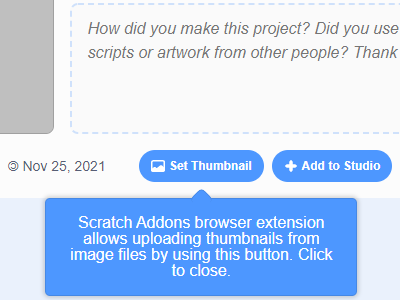 How did you make this project? Did you use
scripts or artwork from other people? Thank
© Nov 25, 2021
Set Thumbnail
Add to Studio
Scratch Addons browser extension
allows uploading thumbnails from
image files by using this button. Click
to close.